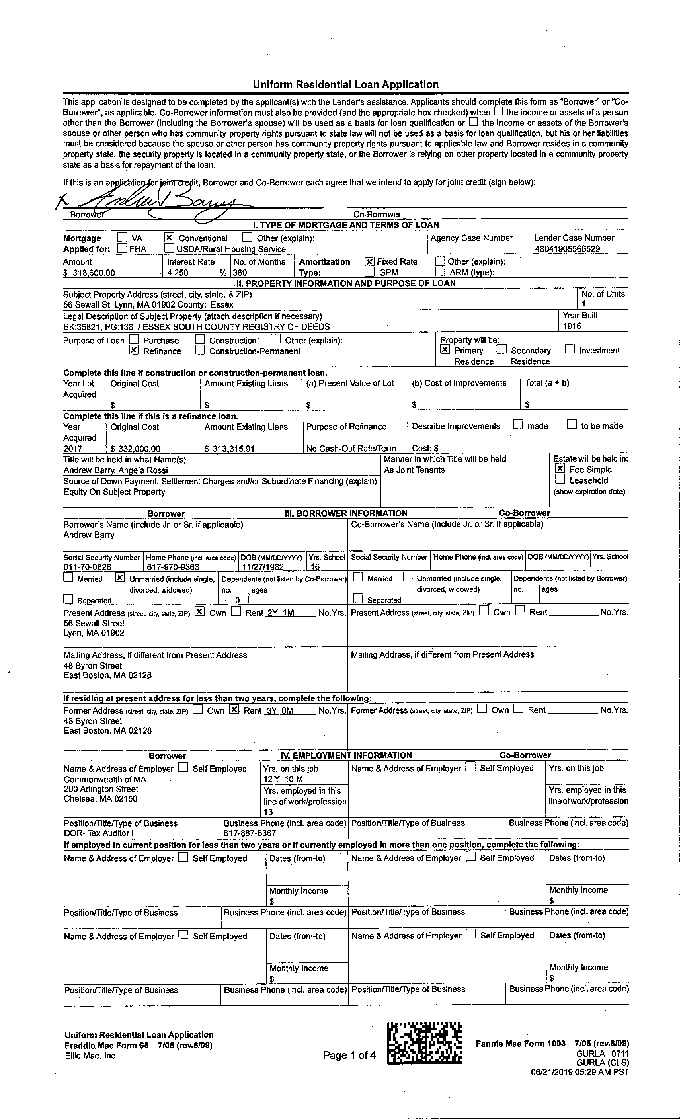 Uniform Residential Loan Application
This application is designed to be completed by the applicant(s) with the Lender's assistance. Applicants should complete this form as "Borrower" or "Co-
Borrower", as applicable. Co-Borrower information must also be provided (and the appropriate box checked) when ☐ the income or assets of a person
other than the Borrower (including the Borrower's spouse) will be used as a basis for loan qualification or ☐ the income or assets of the Borrower's
spouse or other person who has community property rights pursuant to state law will not be used as a basis for loan qualification, but his or her liabilities
must be considered because the spouse or other person has community property rights pursuant to applicable law and Borrower resides in a community
property state, the security property is located in a community property state, or the Borrower is relying on other property located in a community property
state as a basis for repayment of the loan.
If this is an application for joint credit, Borrower and Co-Borrower each agree that we intend to apply for joint credit (sign below):
X Andrew Barry
Borrower Co-Borrower
I. TYPE OF MORTGAGE AND TERMS OF LOAN
Mortgage ☐ VA ☒ Conventional ☐ Other (explain): Agency Case Number Lender Case Number
Applied for: ☐ FHA ☐ USDA/Rural Housing Service
Amount Interest Rate No. of Months Amortization ☒ Fixed Rate ☐ Other (explain):
4.250 % 360 Type: ☐ GPM ☐ ARM (type):
II. PROPERTY INFORMATION AND PURPOSE OF LOAN
Subject Property Address (street, city, state, & ZIP) No. of Units
56 Sewall St Lynn, MA 01902 County: Essex 1
Legal Description of Subject Property (attach description if necessary) Year Built
ESSEX SOUTH COUNTY REGISTRY OF DEEDS
Purpose of Loan ☐ Purchase ☐ Construction ☐ Other (explain): Property will be:
☒ Refinance ☐ Construction-Permanent ☒ Primary Residence ☐ Secondary Residence ☐ Investment
Complete this line if construction or construction-permanent loan.
Year Lot Acquired Original Cost Amount Existing Liens (a) Present Value of Lot (b) Cost of Improvements Total (a + b)
$ $ $ $ $
Complete this line if this is a refinance loan.
Year Acquired Original Cost Amount Existing Liens Purpose of Refinance Describe Improvements ☐ made ☐ to be made
2017 $ 332,000.00 $ 313,315.91 No Cash-Out Rate/Term Cost: $
Title will be held in what Name(s) Manner in which Title will be held Estate will be held in:
Andrew Barry, Angela Rossi As Joint Tenants ☒ Fee Simple
Source of Down Payment, Settlement Charges and/or Subordinate Financing (explain) ☐ Leasehold
Equity On Subject Property (show expiration date)
Borrower III. BORROWER INFORMATION Co-Borrower
Borrower's Name (include Jr. or Sr. if applicable) Co-Borrower's Name (include Jr. or Sr. if applicable)
Andrew Barry
Social Security Number Home Phone (incl. area code) DOB (MM/DD/YYYY) Yrs. School Social Security Number Home Phone (incl. area code) DOB (MM/DD/YYYY) Yrs. School
11/27/1982 16
☐ Married ☒ Unmarried (include single, divorced, widowed) Dependents (not listed by Co-Borrower) ☐ Married ☐ Unmarried (include single, divorced, widowed) Dependents (not listed by Borrower)
☐ Separated no. ages ☐ Separated no. ages
Present Address (street, city, state, ZIP) ☒ Own ☐ Rent 2Y 1M No. Yrs. Present Address (street, city, state, ZIP) ☐ Own ☐ Rent No. Yrs.
56 Sewall Street
Lynn, MA 01902
Mailing Address, if different from Present Address Mailing Address, if different from Present Address
48 Byron Street
East Boston, MA 02128
If residing at present address for less than two years, complete the following:
Former Address (street, city, state, ZIP) ☐ Own ☒ Rent 3Y 0M No. Yrs. Former Address (street, city, state, ZIP) ☐ Own ☐ Rent No. Yrs.
48 Byron Street
East Boston, MA 02128
Borrower IV. EMPLOYMENT INFORMATION Co-Borrower
Name & Address of Employer ☐ Self Employed Yrs. on this job Name & Address of Employer ☐ Self Employed Yrs. on this job
Commonwealth of MA 12 Y 10 M
200 Arlington Street Yrs. employed in this line of work/profession Yrs. employed in this line of work/profession
Chelsea, MA 02150 13
Position/Title/Type of Business Business Phone (incl. area code) Position/Title/Type of Business Business Phone (incl. area code)
DOR- Tax Auditor I
If employed in current position for less than two years or if currently employed in more than one position, complete the following:
Name & Address of Employer ☐ Self Employed Dates (from-to) Name & Address of Employer ☐ Self Employed Dates (from-to)
Monthly Income Monthly Income
$ $
Position/Title/Type of Business Business Phone (incl. area code) Position/Title/Type of Business Business Phone (incl. area code)
Name & Address of Employer ☐ Self Employed Dates (from-to) Name & Address of Employer ☐ Self Employed Dates (from-to)
Monthly Income Monthly Income
$ $
Position/Title/Type of Business Business Phone (incl. area code) Position/Title/Type of Business Business Phone (incl. area code)
Uniform Residential Loan Application
Freddie Mac Form 65 7/05 (rev.6/09) Fannie Mae Form 1003 7/05 (rev.6/09)
Ellie Mae, Inc. Page 1 of 4 GURLA 0711
GURLA (CLS)
06/21/2019 05:29 AM PST